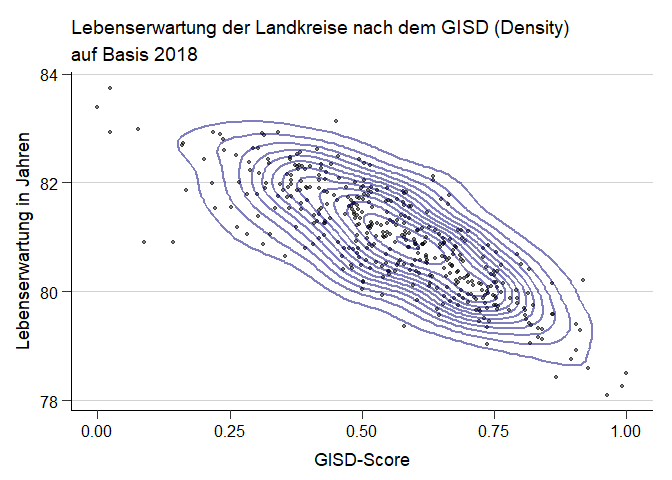 Lebenserwartung der Landkreise nach dem GISD (Density)
auf Basis 2018
Lebenserwartung in Jahren
84
82
80
78
0.00 0.25 0.50 0.75 1.00
GISD-Score